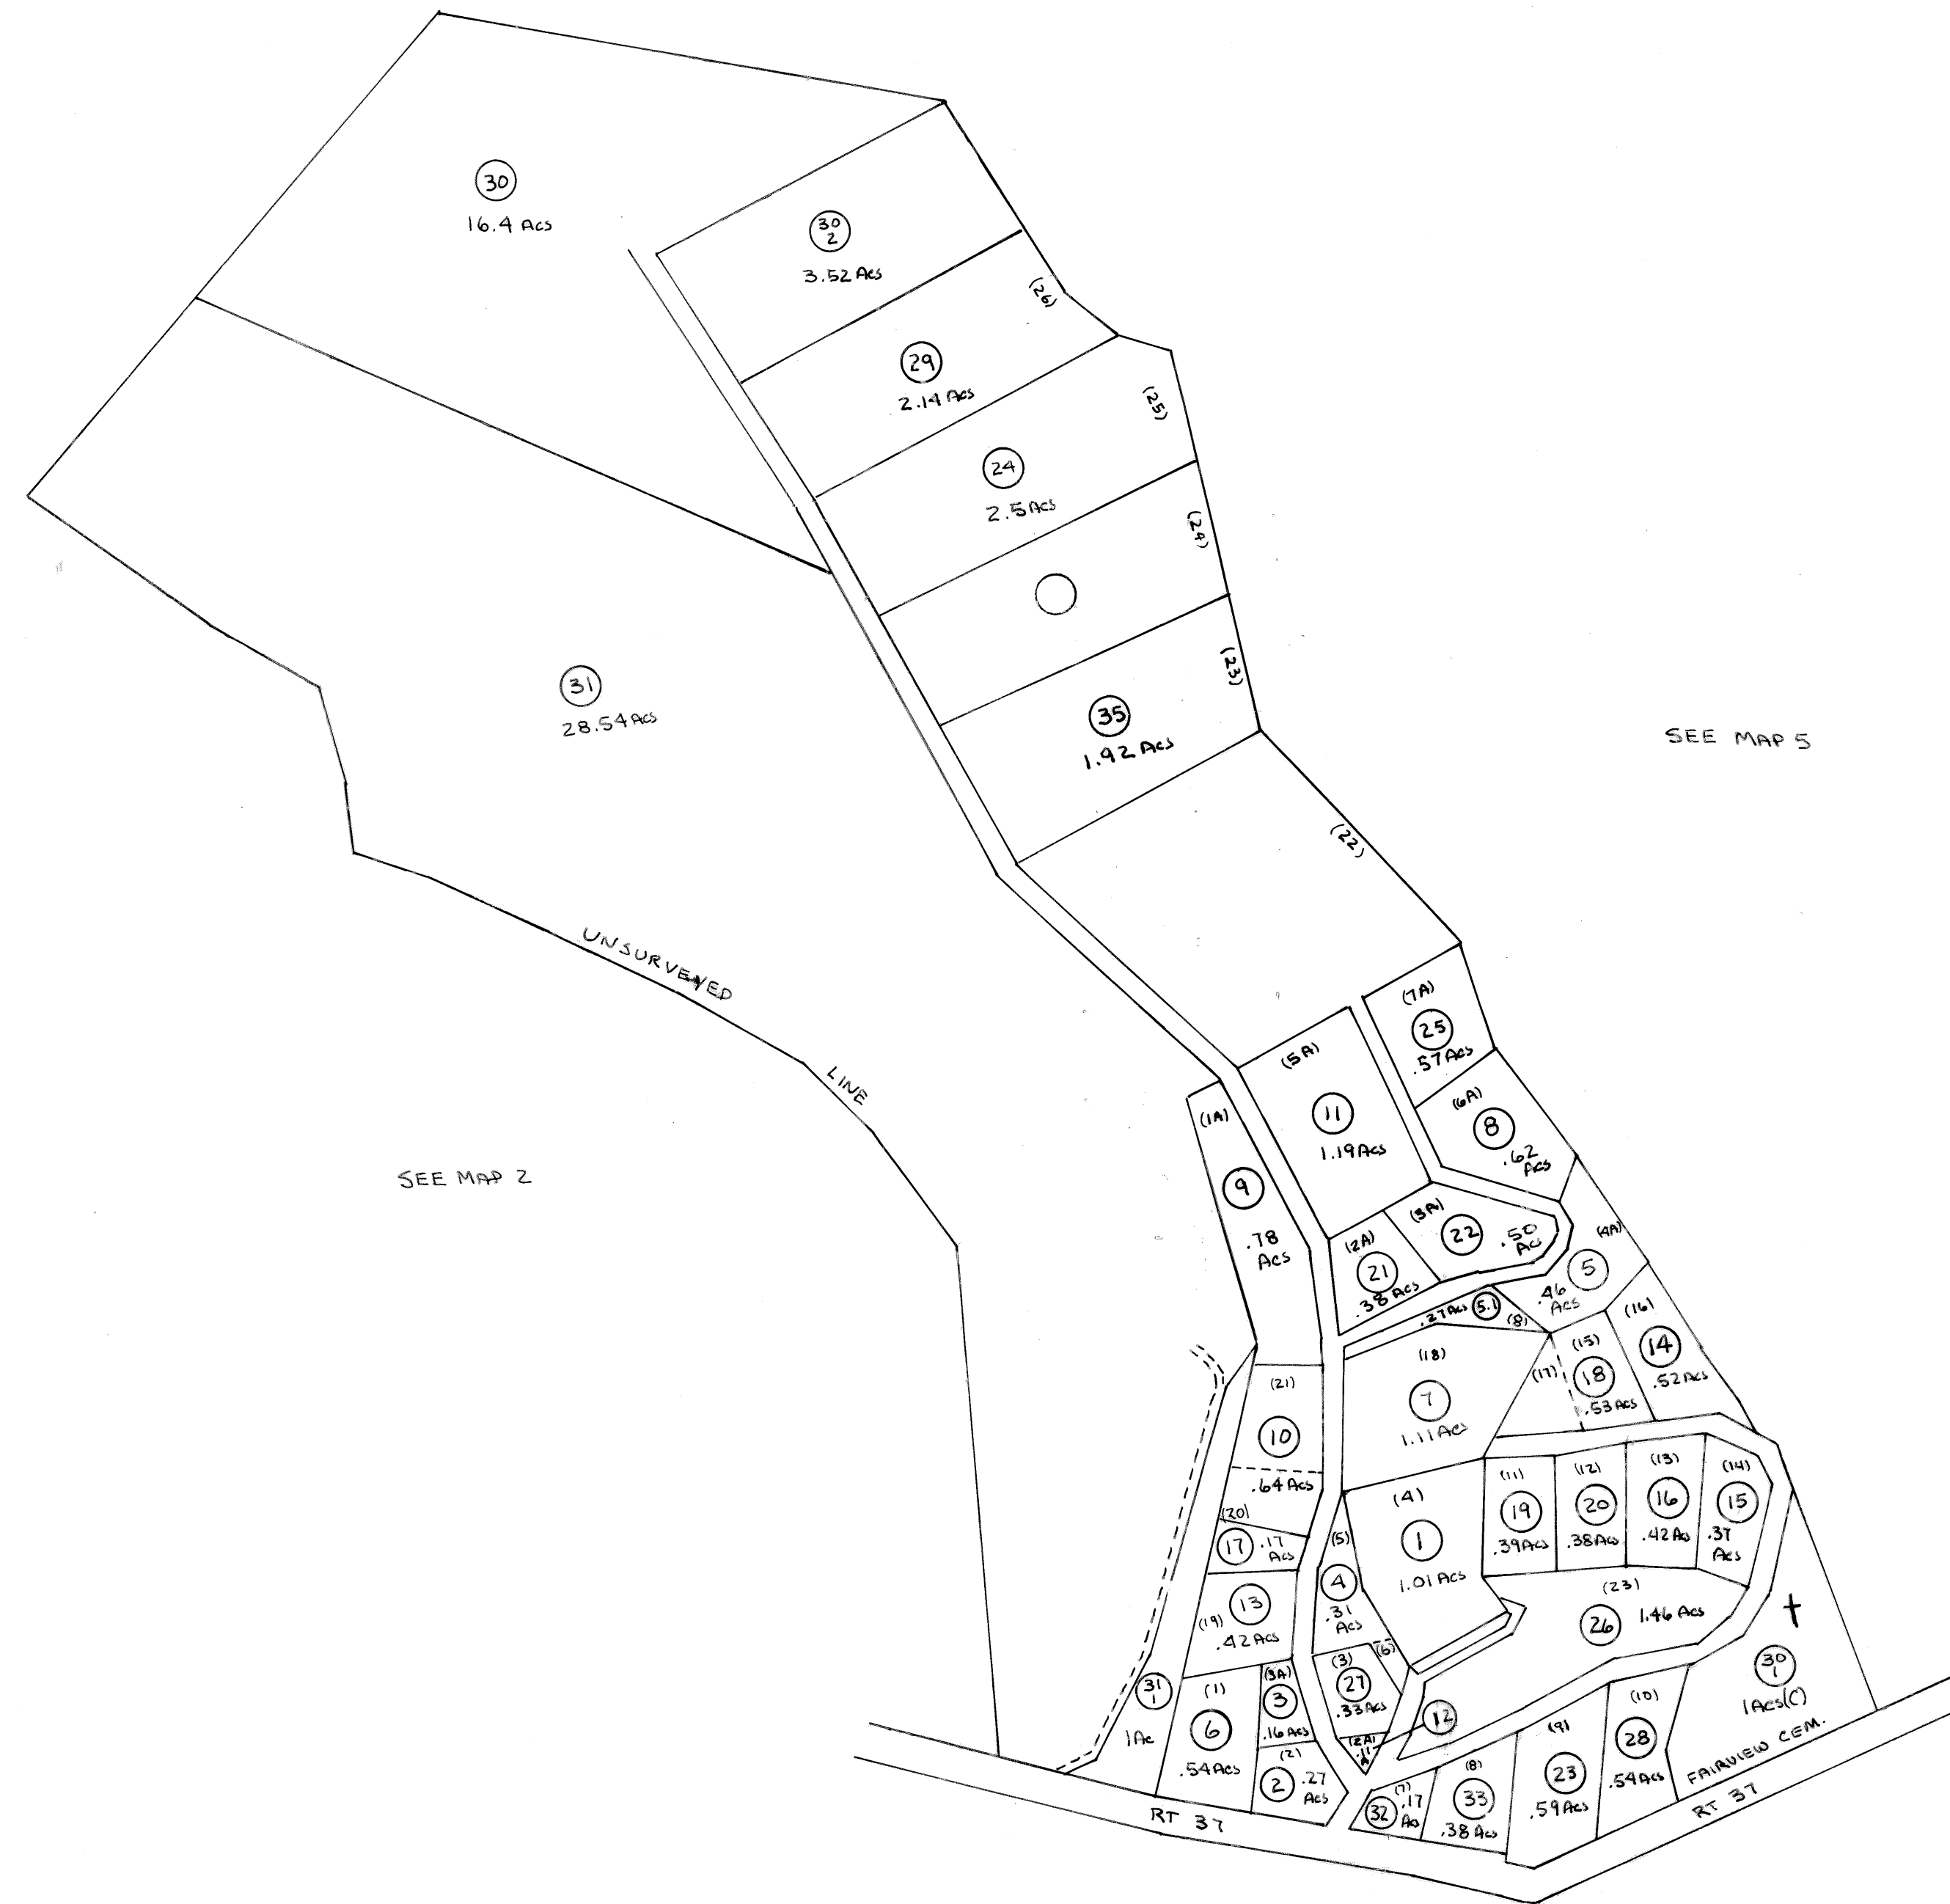 30
16.4 Acs
30
2
3.52 Acs
(26)
29
2.14 Acs
(25)
24
2.5 Acs
(24)
(23)
35
1.92 Acs
31
28.54 Acs
SEE MAP 5
(22)
UNSURVEYED
LINE
SEE MAP 2
(7A)
25
.57 Acs
(5A)
11
1.19 Acs
(6A)
8
.62
Acs
(1A)
9
.78
Acs
(3A)
22
.50
Ac
(2A)
21
.38 Acs
(4A)
5
.46
Acs
.27 Acs
5.1
(8)
(16)
14
.52 Acs
(15)
18
.53 Acs
(17)
(18)
7
1.11 Acs
(21)
10
.64 Acs
(20)
17
.17
Acs
(4)
1
1.01 Acs
(11)
19
.39 Acs
(12)
20
.38 Acs
(13)
16
.42 Ac
(14)
15
.37
Acs
(5)
4
.31
Acs
(23)
26
1.46 Acs
13
(19)
.42 Acs
(6)
(3)
27
.33 Acs
30
1
1 Acs(C)
FAIRVIEW CEM.
31
1
1 Ac
(1)
6
.54 Acs
(3A)
3
.16 Acs
(2)
2
.27
Acs
(2A)
.11
A
12
(7)
32
.17
Ac
(8)
33
.38 Acs
(9)
23
.59 Acs
(10)
28
.54 Acs
RT 37
RT 37